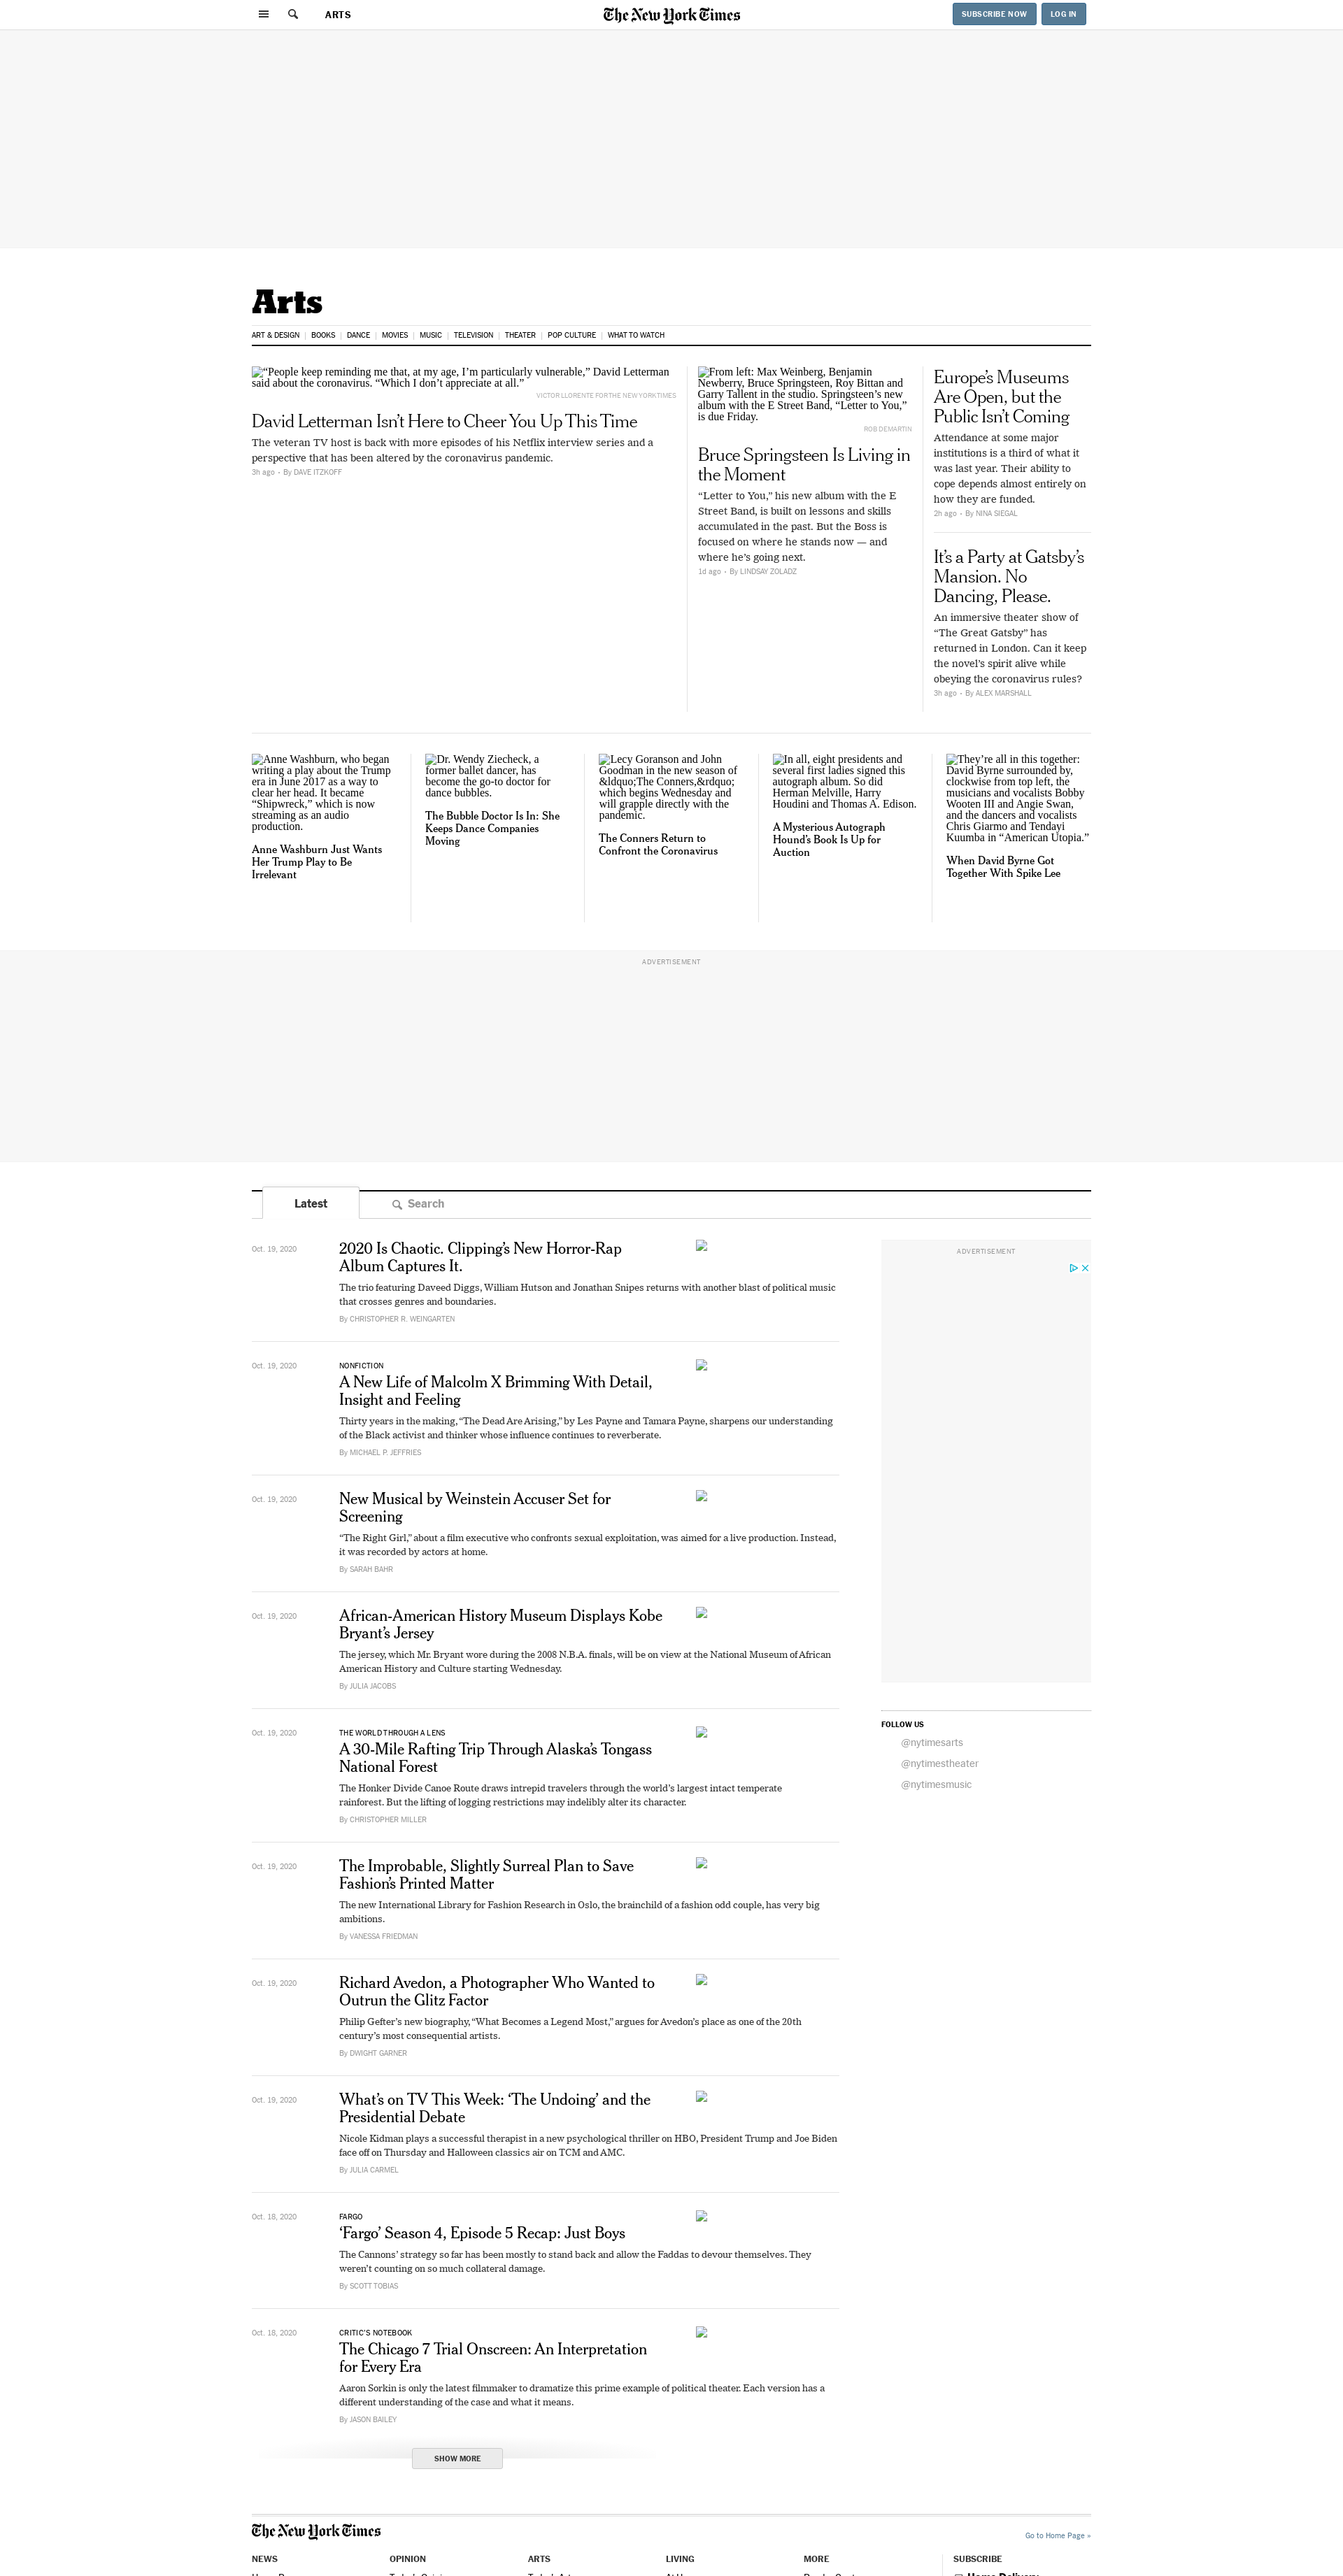 ARTS
The New York Times
SUBSCRIBE NOW
LOG IN
Arts
ART & DESIGN | BOOKS | DANCE | MOVIES | MUSIC | TELEVISION | THEATER | POP CULTURE | WHAT TO WATCH
“People keep reminding me that, at my age, I’m particularly vulnerable,” David Letterman
said about the coronavirus. “Which I don’t appreciate at all.”
VICTOR LLORENTE FOR THE NEW YORK TIMES
David Letterman Isn’t Here to Cheer You Up This Time
The veteran TV host is back with more episodes of his Netflix interview series and a
perspective that has been altered by the coronavirus pandemic.
3h ago • By DAVE ITZKOFF
From left: Max Weinberg, Benjamin
Newberry, Bruce Springsteen, Roy Bittan and
Garry Tallent in the studio. Springsteen’s new
album with the E Street Band, “Letter to You,”
is due Friday.
ROB DEMARTIN
Bruce Springsteen Is Living in
the Moment
“Letter to You,” his new album with the E
Street Band, is built on lessons and skills
accumulated in the past. But the Boss is
focused on where he stands now — and
where he’s going next.
1d ago • By LINDSAY ZOLADZ
Europe’s Museums
Are Open, but the
Public Isn’t Coming
Attendance at some major
institutions is a third of what it
was last year. Their ability to
cope depends almost entirely on
how they are funded.
2h ago • By NINA SIEGAL
It’s a Party at Gatsby’s
Mansion. No
Dancing, Please.
An immersive theater show of
“The Great Gatsby” has
returned in London. Can it keep
the novel’s spirit alive while
obeying the coronavirus rules?
3h ago • By ALEX MARSHALL
Anne Washburn, who began
writing a play about the Trump
era in June 2017 as a way to
clear her head. It became
“Shipwreck,” which is now
streaming as an audio
production.
Anne Washburn Just Wants
Her Trump Play to Be
Irrelevant
Dr. Wendy Ziecheck, a
former ballet dancer, has
become the go-to doctor for
dance bubbles.
The Bubble Doctor Is In: She
Keeps Dance Companies
Moving
Lecy Goranson and John
Goodman in the new season of
&ldquo;The Conners,&rdquo;
which begins Wednesday and
will grapple directly with the
pandemic.
The Conners Return to
Confront the Coronavirus
In all, eight presidents and
several first ladies signed this
autograph album. So did
Herman Melville, Harry
Houdini and Thomas A. Edison.
A Mysterious Autograph
Hound’s Book Is Up for
Auction
They’re all in this together:
David Byrne surrounded by,
clockwise from top left, the
musicians and vocalists Bobby
Wooten III and Angie Swan,
and the dancers and vocalists
Chris Giarmo and Tendayi
Kuumba in “American Utopia.”
When David Byrne Got
Together With Spike Lee
ADVERTISEMENT
Latest
Search
Oct. 19, 2020
2020 Is Chaotic. Clipping’s New Horror-Rap
Album Captures It.
The trio featuring Daveed Diggs, William Hutson and Jonathan Snipes returns with another blast of political music
that crosses genres and boundaries.
By CHRISTOPHER R. WEINGARTEN
Oct. 19, 2020
NONFICTION
A New Life of Malcolm X Brimming With Detail,
Insight and Feeling
Thirty years in the making, “The Dead Are Arising,” by Les Payne and Tamara Payne, sharpens our understanding
of the Black activist and thinker whose influence continues to reverberate.
By MICHAEL P. JEFFRIES
Oct. 19, 2020
New Musical by Weinstein Accuser Set for
Screening
“The Right Girl,” about a film executive who confronts sexual exploitation, was aimed for a live production. Instead,
it was recorded by actors at home.
By SARAH BAHR
Oct. 19, 2020
African-American History Museum Displays Kobe
Bryant’s Jersey
The jersey, which Mr. Bryant wore during the 2008 N.B.A. finals, will be on view at the National Museum of African
American History and Culture starting Wednesday.
By JULIA JACOBS
Oct. 19, 2020
THE WORLD THROUGH A LENS
A 30-Mile Rafting Trip Through Alaska’s Tongass
National Forest
The Honker Divide Canoe Route draws intrepid travelers through the world’s largest intact temperate
rainforest. But the lifting of logging restrictions may indelibly alter its character.
By CHRISTOPHER MILLER
Oct. 19, 2020
The Improbable, Slightly Surreal Plan to Save
Fashion’s Printed Matter
The new International Library for Fashion Research in Oslo, the brainchild of a fashion odd couple, has very big
ambitions.
By VANESSA FRIEDMAN
Oct. 19, 2020
Richard Avedon, a Photographer Who Wanted to
Outrun the Glitz Factor
Philip Gefter’s new biography, “What Becomes a Legend Most,” argues for Avedon’s place as one of the 20th
century’s most consequential artists.
By DWIGHT GARNER
Oct. 19, 2020
What’s on TV This Week: ‘The Undoing’ and the
Presidential Debate
Nicole Kidman plays a successful therapist in a new psychological thriller on HBO, President Trump and Joe Biden
face off on Thursday and Halloween classics air on TCM and AMC.
By JULIA CARMEL
Oct. 18, 2020
FARGO
‘Fargo’ Season 4, Episode 5 Recap: Just Boys
The Cannons’ strategy so far has been mostly to stand back and allow the Faddas to devour themselves. They
weren’t counting on so much collateral damage.
By SCOTT TOBIAS
Oct. 18, 2020
CRITIC’S NOTEBOOK
The Chicago 7 Trial Onscreen: An Interpretation
for Every Era
Aaron Sorkin is only the latest filmmaker to dramatize this prime example of political theater. Each version has a
different understanding of the case and what it means.
By JASON BAILEY
SHOW MORE
ADVERTISEMENT
FOLLOW US
@nytimesarts
@nytimestheater
@nytimesmusic
The New York Times
Go to Home Page »
NEWS
OPINION
ARTS
LIVING
MORE
SUBSCRIBE